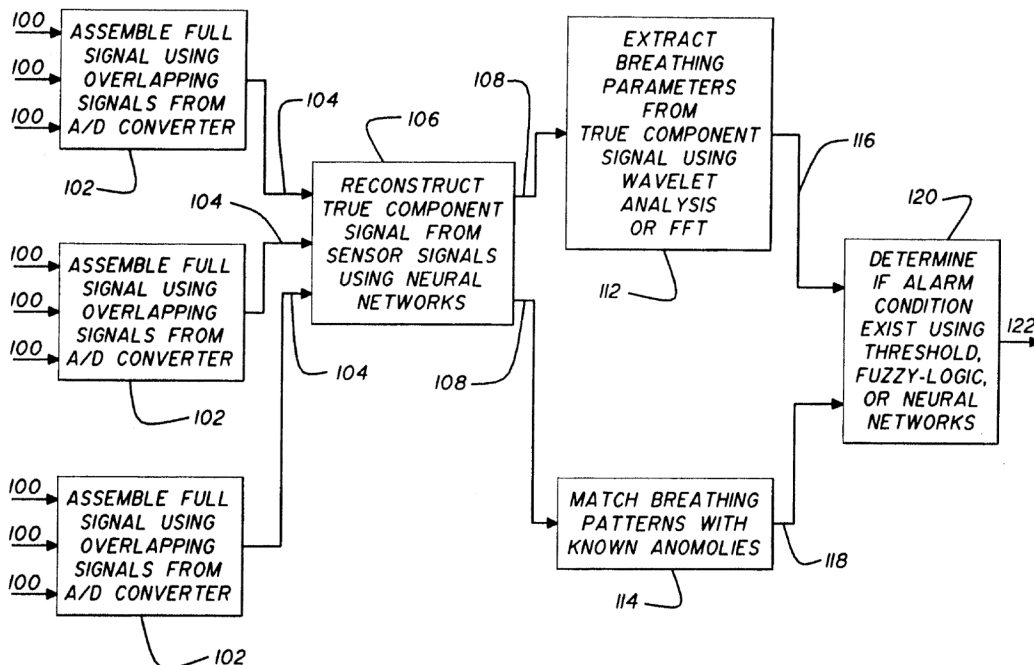 100
100
100
ASSEMBLE FULL
SIGNAL USING
OVERLAPPING
SIGNALS FROM
A/D CONVERTER
102
104
100
100
100
ASSEMBLE FULL
SIGNAL USING
OVERLAPPING
SIGNALS FROM
A/D CONVERTER
102
104
100
100
100
ASSEMBLE FULL
SIGNAL USING
OVERLAPPING
SIGNALS FROM
A/D CONVERTER
102
104
106
RECONSTRUCT
TRUE COMPONENT
SIGNAL FROM
SENSOR SIGNALS
USING NEURAL
NETWORKS
108
108
EXTRACT
BREATHING
PARAMETERS
FROM
TRUE COMPONENT
SIGNAL USING
WAVELET
ANALYSIS
OR FFT
112
116
MATCH BREATHING
PATTERNS WITH
KNOWN ANOMOLIES
114
118
120
DETERMINE
IF ALARM
CONDITION
EXIST USING
THRESHOLD,
FUZZY-LOGIC,
OR NEURAL
NETWORKS
122